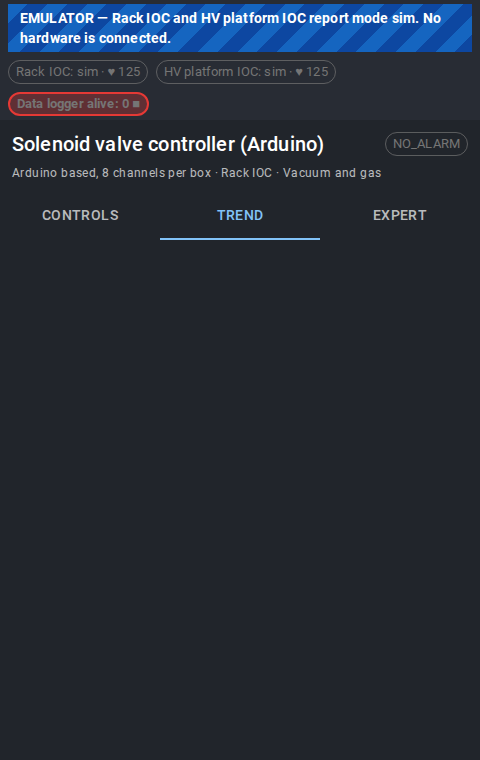 EMULATOR — Rack IOC and HV platform IOC report mode sim. No
hardware is connected.
Rack IOC: sim · ♥ 125
HV platform IOC: sim · ♥ 125
Data logger alive: 0 ■
Solenoid valve controller (Arduino)
NO_ALARM
Arduino based, 8 channels per box · Rack IOC · Vacuum and gas
CONTROLS
TREND
EXPERT